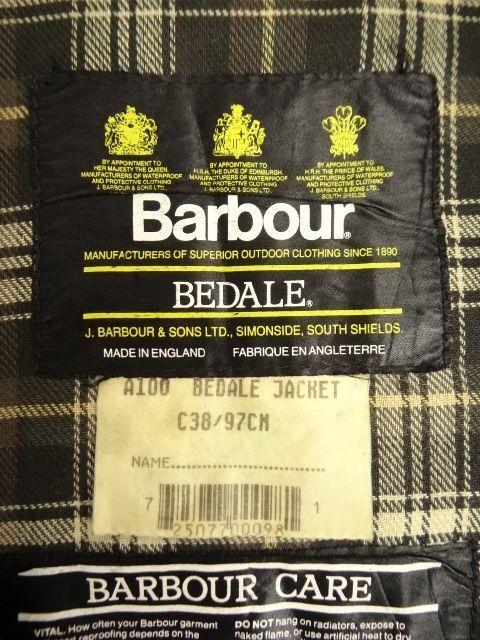 BY APPOINTMENT TO
HER MAJESTY THE QUEEN
MANUFACTURERS OF WATERPROOF
AND PROTECTIVE CLOTHING
J. BARBOUR & SONS LTD.
BY APPOINTMENT TO
H.R.H. THE DUKE OF EDINBURGH,
MANUFACTURERS OF WATERPROOF
AND PROTECTIVE CLOTHING
J. BARBOUR & SONS LTD.
BY APPOINTMENT TO
H.R.H. THE PRINCE OF WALES,
MANUFACTURERS OF WATERPROOF
AND PROTECTIVE CLOTHING
J. BARBOUR & SONS LTD.
SOUTH SHIELDS
Barbour®
MANUFACTURERS OF SUPERIOR OUTDOOR CLOTHING SINCE 1890
BEDALE®
J. BARBOUR & SONS LTD., SIMONSIDE, SOUTH SHIELDS.
MADE IN ENGLAND FABRIQUE EN ANGLETERRE
A100 BEDALE JACKET
C38/97CM
NAME
7 1
2507700098
BARBOUR CARE
VITAL. How often your Barbour garment
reproofing depends on the
DO NOT hang on radiators, expose to
naked flame, or use artificial heat to dry